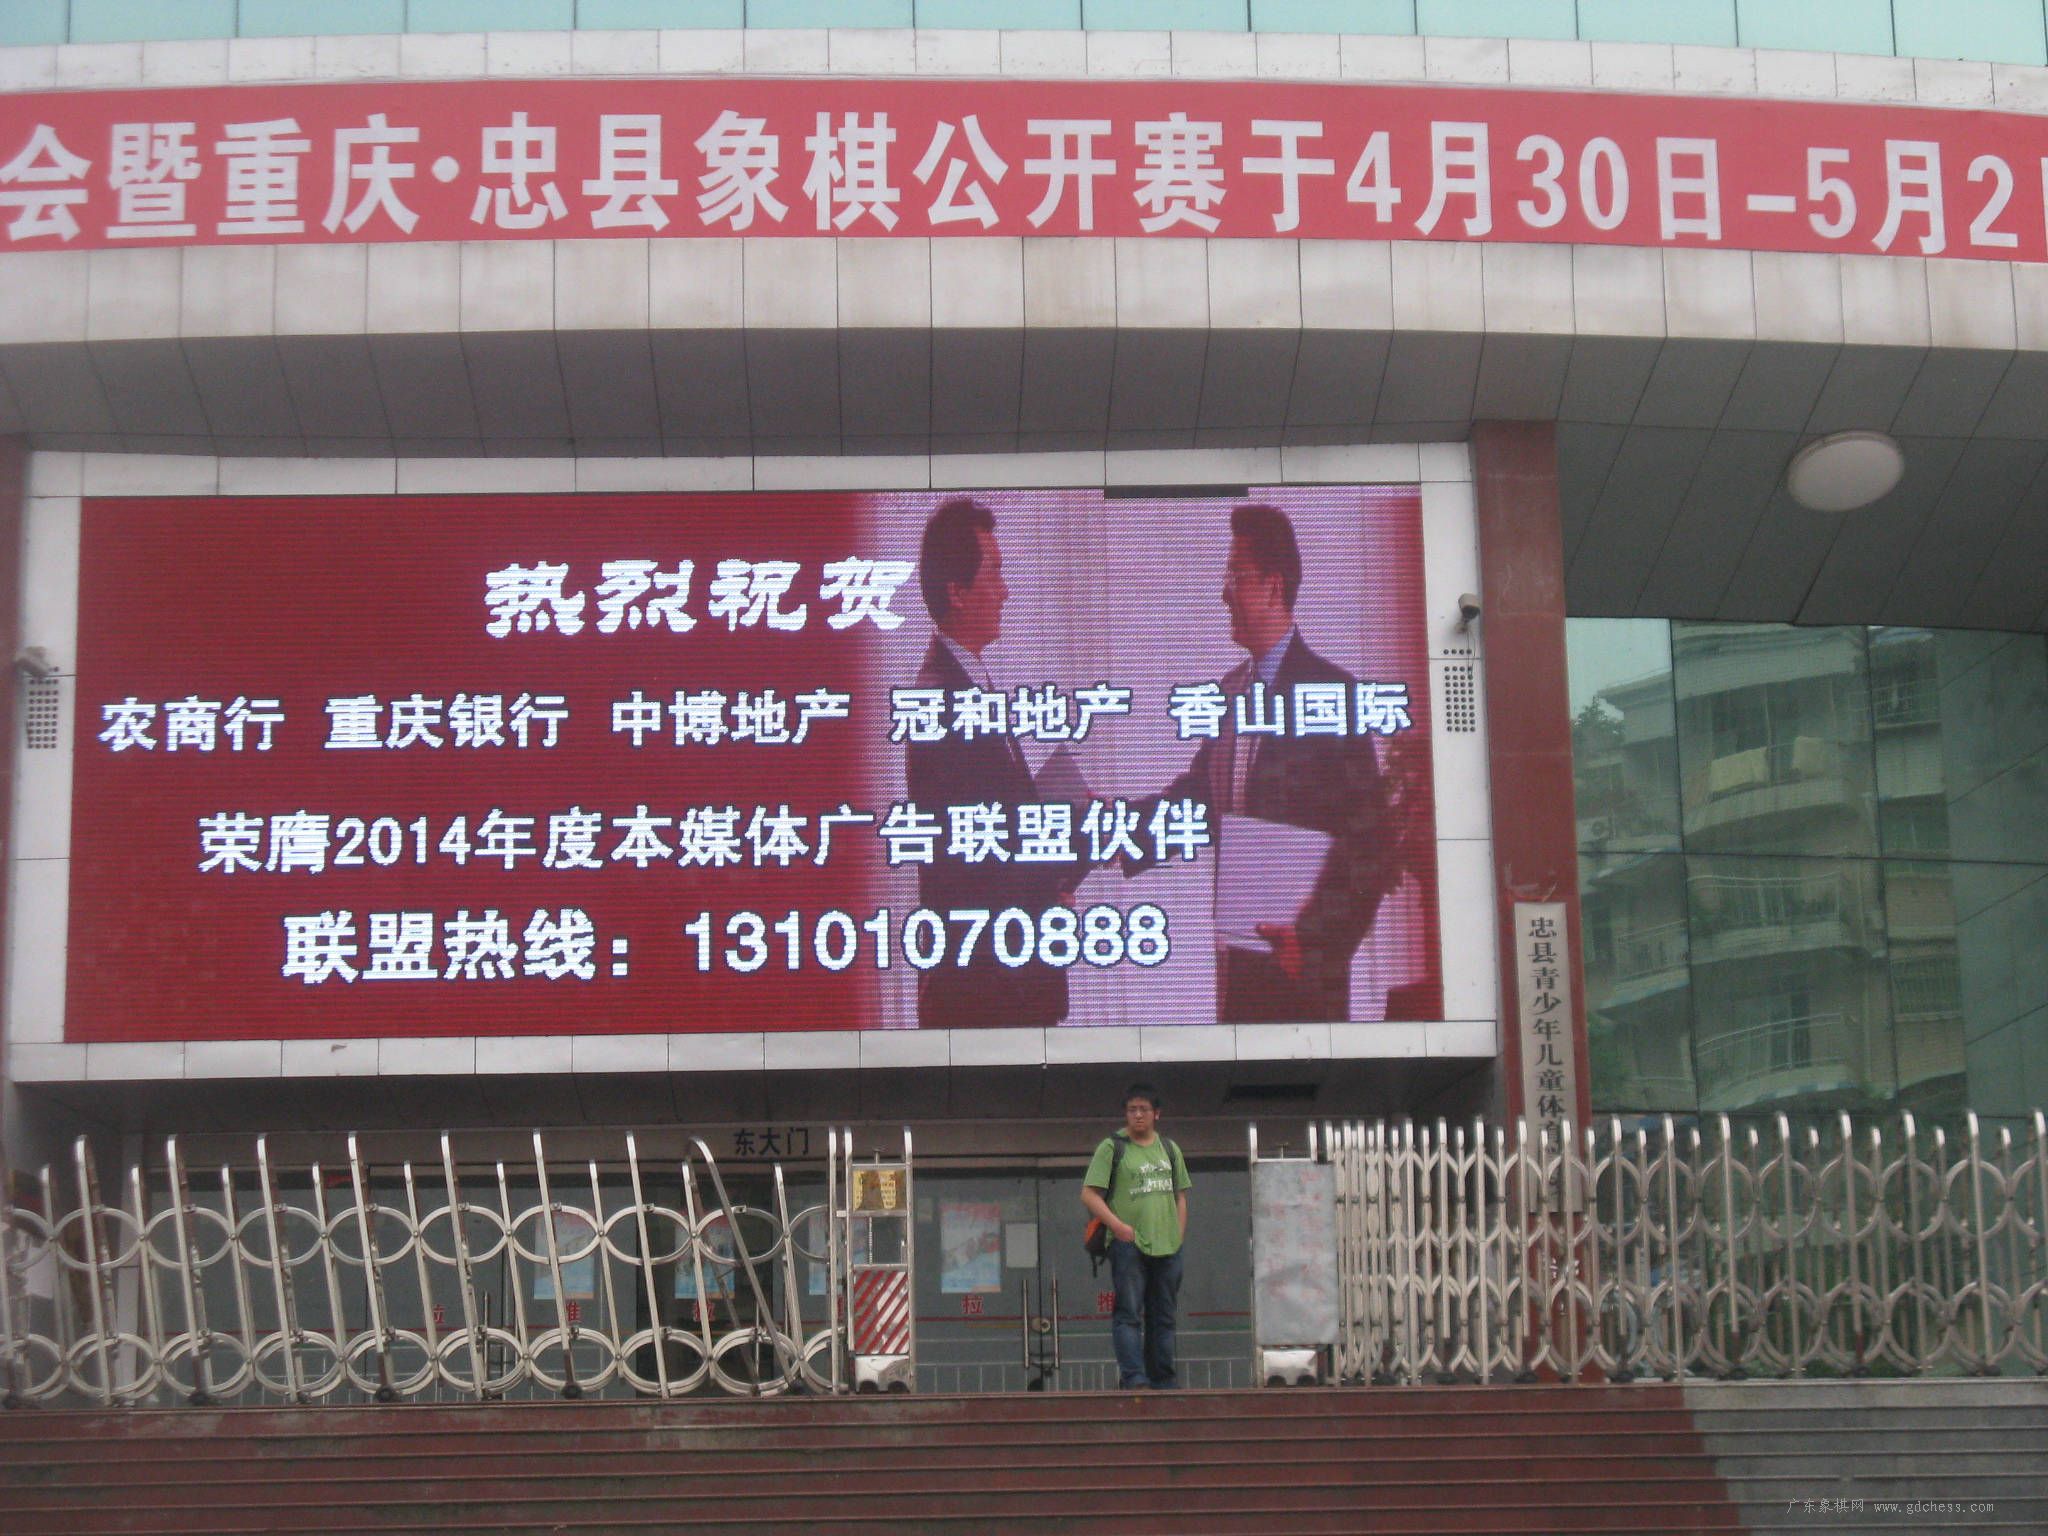 会暨重庆·忠县象棋公开赛于4月30日-5月2
热烈祝贺
农商行 重庆银行 中博地产 冠和地产 香山国际
荣膺2014年度本媒体广告联盟伙伴
联盟热线：13101070888
忠县青少年儿童体育
东大门
拉 推 拉 拉 推
广东象棋网 www.gdchess.com